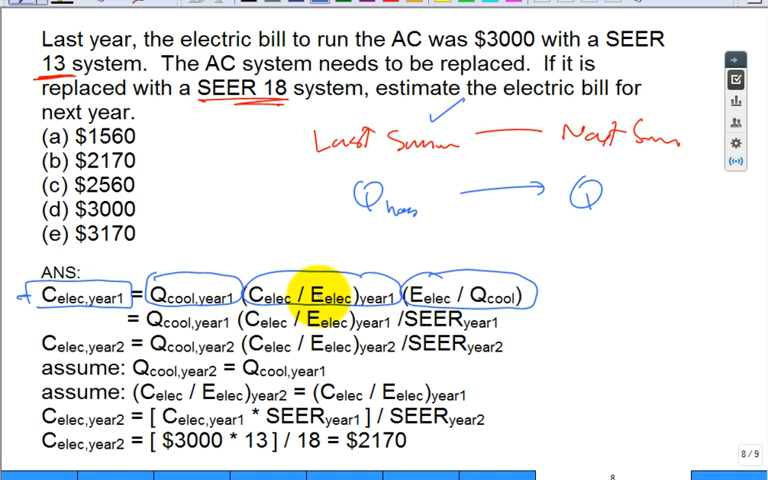 Last year, the electric bill to run the AC was $3000 with a SEER
13 system. The AC system needs to be replaced. If it is
replaced with a SEER 18 system, estimate the electric bill for
next year.
(a) $1560
(b) $2170
(c) $2560
(d) $3000
(e) $3170
Last Summ — Next Sum
Q → Q
ANS:
Celec,year1 = Qcool,year1 (Celec / Eelec)year1 (Eelec / Qcool)
= Qcool,year1 (Celec / Eelec)year1 /SEERyear1
Celec,year2 = Qcool,year2 (Celec / Eelec)year2 /SEERyear2
assume: Qcool,year2 = Qcool,year1
assume: (Celec / Eelec)year2 = (Celec / Eelec)year1
Celec,year2 = [ Celec,year1 * SEERyear1] / SEERyear2
Celec,year2 = [ $3000 * 13 ] / 18 = $2170
8 / 9
8